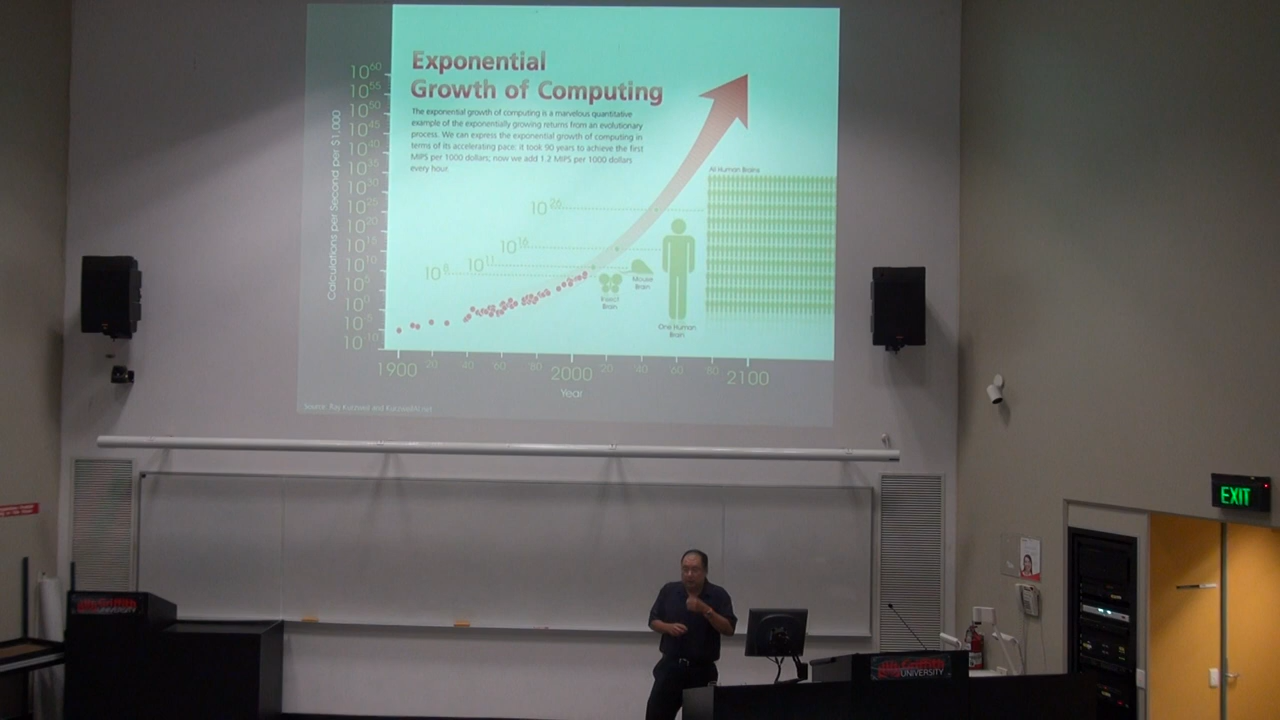 Exponential
Growth of Computing
The exponential growth of computing is a marvelous quantitative
example of the exponentially growing returns from an evolutionary
process. We can express the exponential growth of computing in
terms of its accelerating pace: it took 90 years to achieve the first
MIPS per 1000 dollars; now we add 1.2 MIPS per 1000 dollars
every hour.
Calculations per Second per $1,000
10^60
10^55
10^50
10^45
10^40
10^35
10^30
10^25
10^20
10^15
10^10
10^5
10^0
10^-5
10^-10
10^26
10^16
10^11
10^8
All Human Brains
Mouse
Brain
Insect
Brain
One Human
Brain
1900 20 40 60 80 2000 20 40 60 80 2100
Year
Source: Ray Kurzweil and KurzweilAI.net
EXIT
Griffith
UNIVERSITY
Griffith
UNIVERSITY